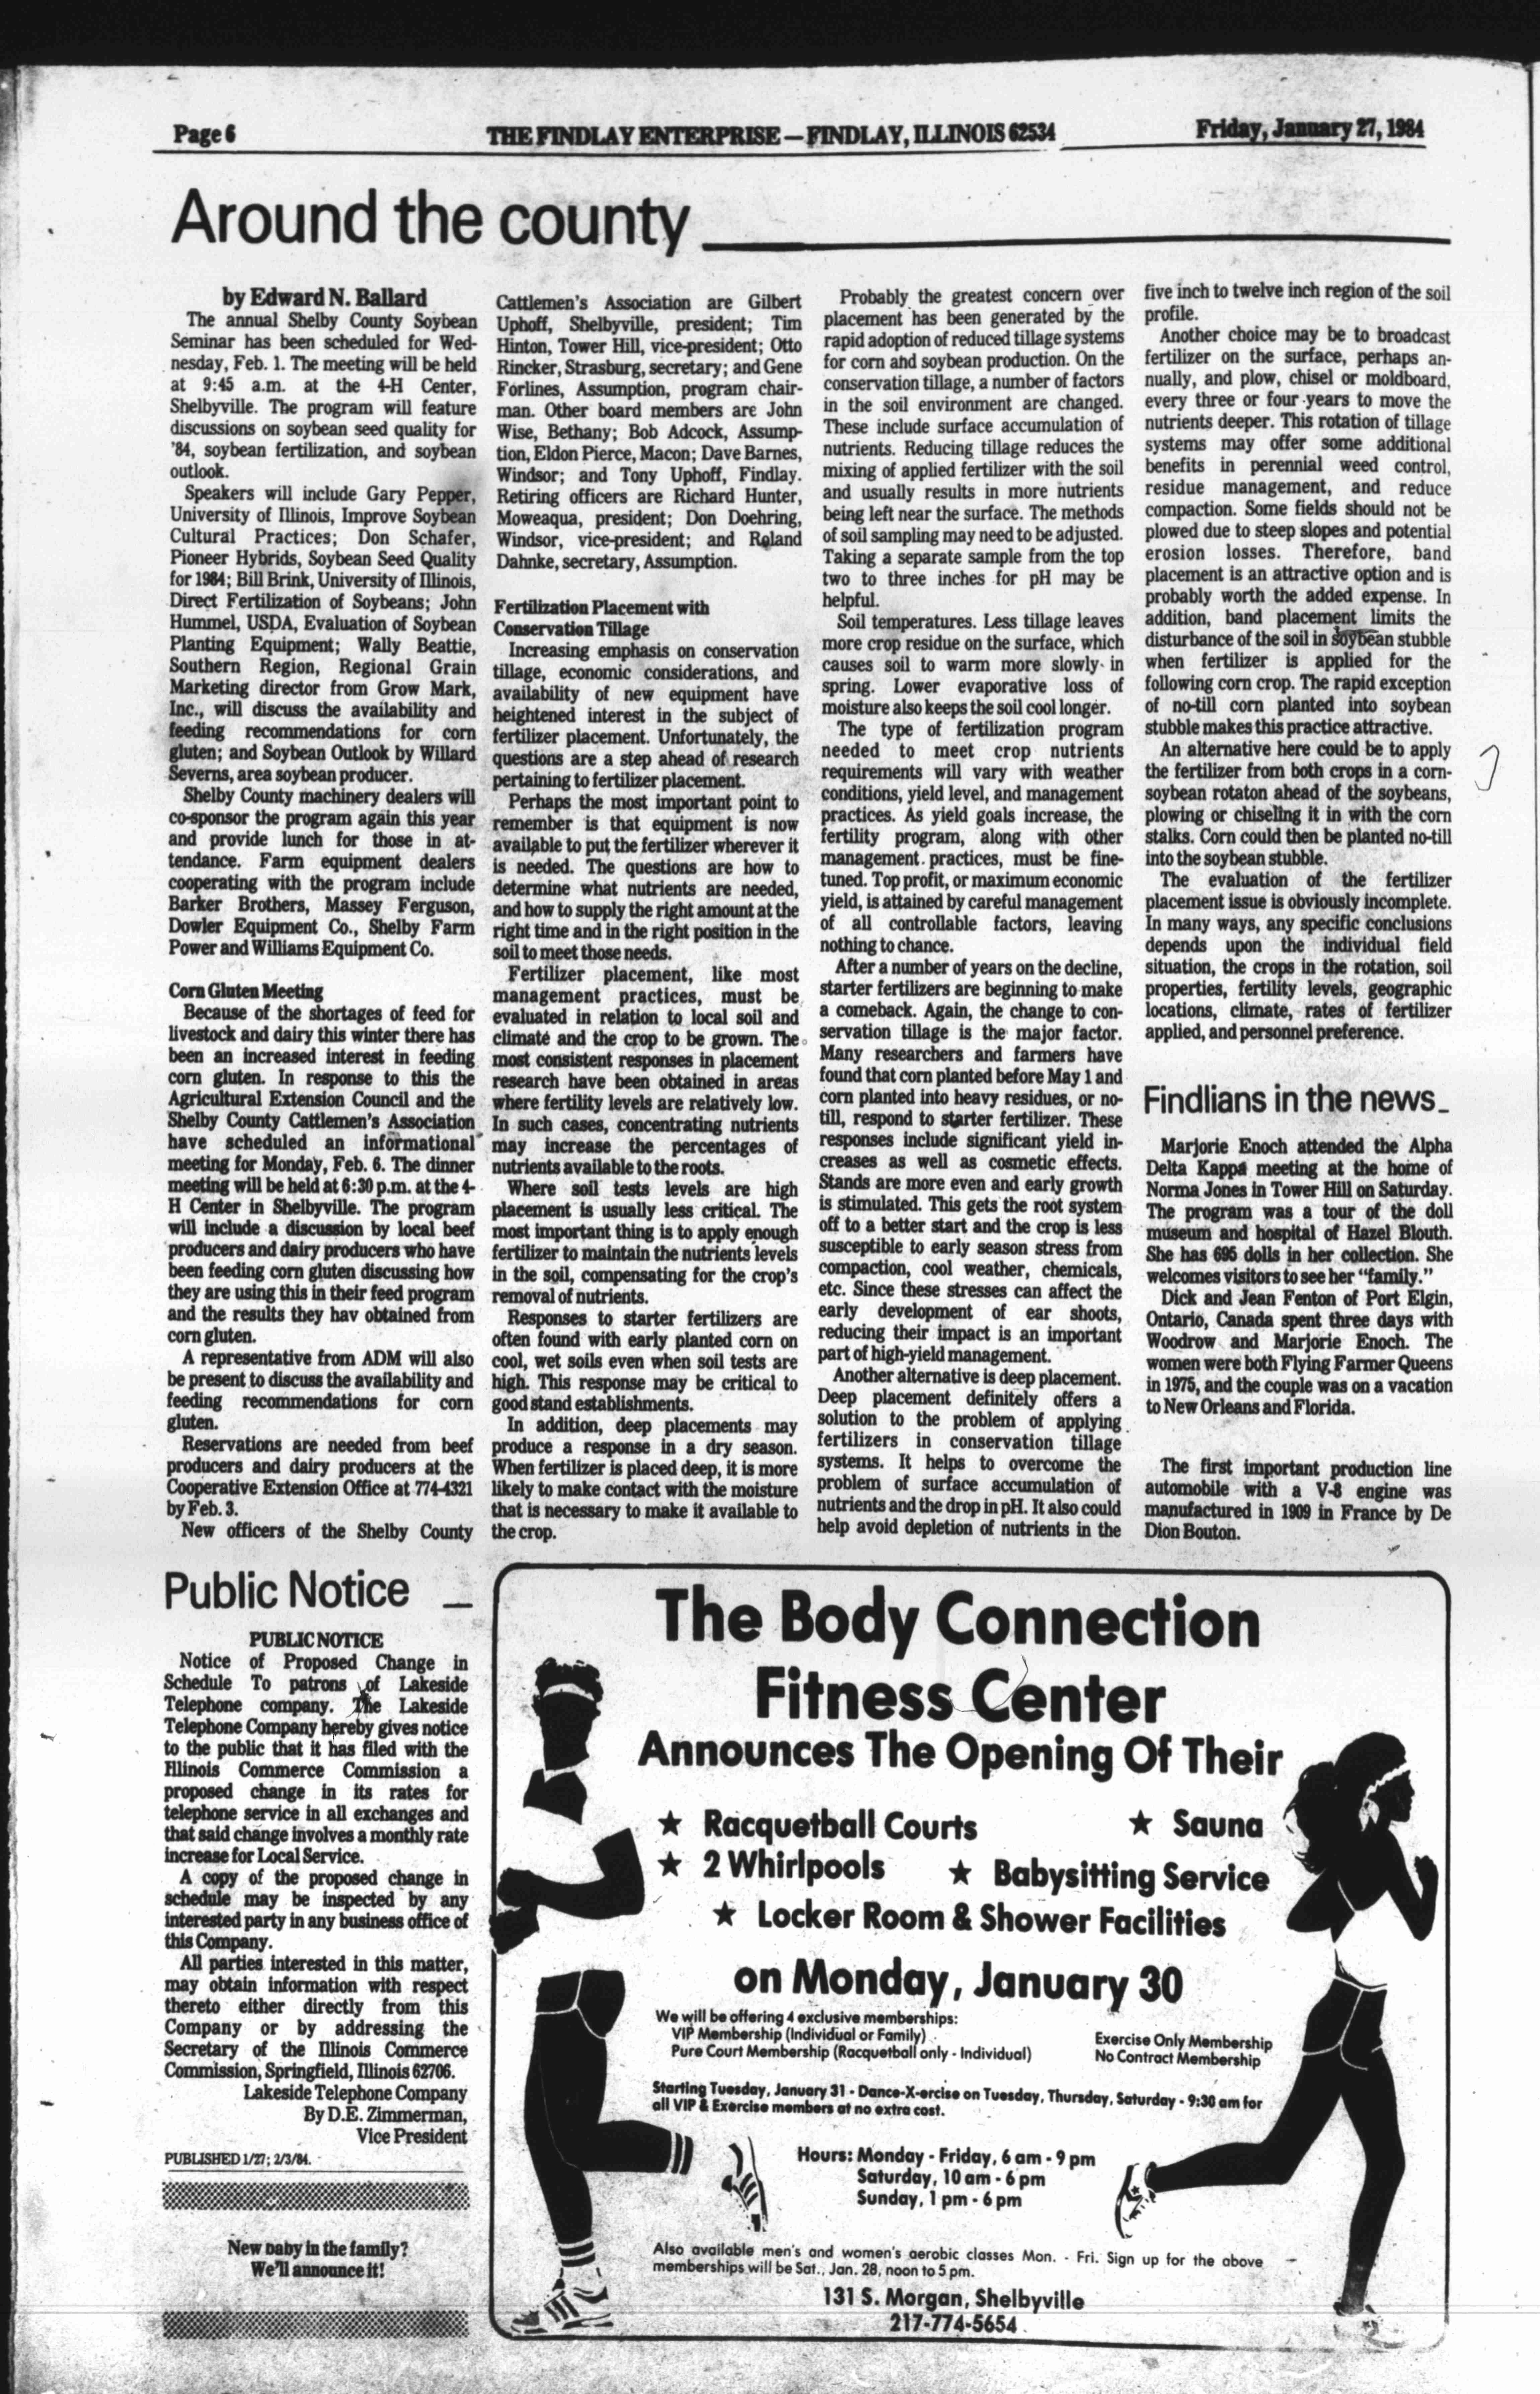 Page 6
THE FINDLAY ENTERPRISE — FINDLAY, ILLINOIS 62534
Friday, January 27, 1984
Around the county
by Edward N. Ballard
The annual Shelby County Soybean
Seminar has been scheduled for Wed-
nesday, Feb. 1. The meeting will be held
at 9:45 a.m. at the 4-H Center,
Shelbyville. The program will feature
discussions on soybean seed quality for
'84, soybean fertilization, and soybean
outlook.
Speakers will include Gary Pepper,
University of Illinois, Improve Soybean
Cultural Practices; Don Schafer,
Pioneer Hybrids, Soybean Seed Quality
for 1984; Bill Brink, University of Illinois,
Direct Fertilization of Soybeans; John
Hummel, USDA, Evaluation of Soybean
Planting Equipment; Wally Beattie,
Southern Region, Regional Grain
Marketing director from Grow Mark,
Inc., will discuss the availability and
feeding recommendations for corn
gluten; and Soybean Outlook by Willard
Severns, area soybean producer.
Shelby County machinery dealers will
co-sponsor the program again this year
and provide lunch for those in at-
tendance. Farm equipment dealers
cooperating with the program include
Barker Brothers, Massey Ferguson,
Dowler Equipment Co., Shelby Farm
Power and Williams Equipment Co.
Corn Gluten Meeting
Because of the shortages of feed for
livestock and dairy this winter there has
been an increased interest in feeding
corn gluten. In response to this the
Agricultural Extension Council and the
Shelby County Cattlemen's Association
have scheduled an informational
meeting for Monday, Feb. 6. The dinner
meeting will be held at 6:30 p.m. at the 4-
H Center in Shelbyville. The program
will include a discussion by local beef
producers and dairy producers who have
been feeding corn gluten discussing how
they are using this in their feed program
and the results they hav obtained from
corn gluten.
A representative from ADM will also
be present to discuss the availability and
feeding recommendations for corn
gluten.
Reservations are needed from beef
producers and dairy producers at the
Cooperative Extension Office at 774-4321
by Feb. 3.
New officers of the Shelby County
Cattlemen's Association are Gilbert
Uphoff, Shelbyville, president; Tim
Hinton, Tower Hill, vice-president; Otto
Rincker, Strasburg, secretary; and Gene
Forlines, Assumption, program chair-
man. Other board members are John
Wise, Bethany; Bob Adcock, Assump-
tion, Eldon Pierce, Macon; Dave Barnes,
Windsor; and Tony Uphoff, Findlay.
Retiring officers are Richard Hunter,
Moweaqua, president; Don Doehring,
Windsor, vice-president; and Roland
Dahnke, secretary, Assumption.
Fertilization Placement with
Conservation Tillage
Increasing emphasis on conservation
tillage, economic considerations, and
availability of new equipment have
heightened interest in the subject of
fertilizer placement. Unfortunately, the
questions are a step ahead of research
pertaining to fertilizer placement.
Perhaps the most important point to
remember is that equipment is now
available to put the fertilizer wherever it
is needed. The questions are how to
determine what nutrients are needed,
and how to supply the right amount at the
right time and in the right position in the
soil to meet those needs.
Fertilizer placement, like most
management practices, must be
evaluated in relation to local soil and
climate and the crop to be grown. The
most consistent responses in placement
research have been obtained in areas
where fertility levels are relatively low.
In such cases, concentrating nutrients
may increase the percentages of
nutrients available to the roots.
Where soil tests levels are high
placement is usually less critical. The
most important thing is to apply enough
fertilizer to maintain the nutrients levels
in the soil, compensating for the crop's
removal of nutrients.
Responses to starter fertilizers are
often found with early planted corn on
cool, wet soils even when soil tests are
high. This response may be critical to
good stand establishments.
In addition, deep placements may
produce a response in a dry season.
When fertilizer is placed deep, it is more
likely to make contact with the moisture
that is necessary to make it available to
the crop.
Probably the greatest concern over
placement has been generated by the
rapid adoption of reduced tillage systems
for corn and soybean production. On the
conservation tillage, a number of factors
in the soil environment are changed.
These include surface accumulation of
nutrients. Reducing tillage reduces the
mixing of applied fertilizer with the soil
and usually results in more nutrients
being left near the surface. The methods
of soil sampling may need to be adjusted.
Taking a separate sample from the top
two to three inches for pH may be
helpful.
Soil temperatures. Less tillage leaves
more crop residue on the surface, which
causes soil to warm more slowly in
spring. Lower evaporative loss of
moisture also keeps the soil cool longer.
The type of fertilization program
needed to meet crop nutrients
requirements will vary with weather
conditions, yield level, and management
practices. As yield goals increase, the
fertility program, along with other
management practices, must be fine-
tuned. Top profit, or maximum economic
yield, is attained by careful management
of all controllable factors, leaving
nothing to chance.
After a number of years on the decline,
starter fertilizers are beginning to make
a comeback. Again, the change to con-
servation tillage is the major factor.
Many researchers and farmers have
found that corn planted before May 1 and
corn planted into heavy residues, or no-
till, respond to starter fertilizer. These
responses include significant yield in-
creases as well as cosmetic effects.
Stands are more even and early growth
is stimulated. This gets the root system
off to a better start and the crop is less
susceptible to early season stress from
compaction, cool weather, chemicals,
etc. Since these stresses can affect the
early development of ear shoots,
reducing their impact is an important
part of high-yield management.
Another alternative is deep placement.
Deep placement definitely offers a
solution to the problem of applying
fertilizers in conservation tillage
systems. It helps to overcome the
problem of surface accumulation of
nutrients and the drop in pH. It also could
help avoid depletion of nutrients in the
five inch to twelve inch region of the soil
profile.
Another choice may be to broadcast
fertilizer on the surface, perhaps an-
nually, and plow, chisel or moldboard,
every three or four years to move the
nutrients deeper. This rotation of tillage
systems may offer some additional
benefits in perennial weed control,
residue management, and reduce
compaction. Some fields should not be
plowed due to steep slopes and potential
erosion losses. Therefore, band
placement is an attractive option and is
probably worth the added expense. In
addition, band placement limits the
disturbance of the soil in soybean stubble
when fertilizer is applied for the
following corn crop. The rapid exception
of no-till corn planted into soybean
stubble makes this practice attractive.
An alternative here could be to apply
the fertilizer from both crops in a corn-
soybean rotaton ahead of the soybeans,
plowing or chiseling it in with the corn
stalks. Corn could then be planted no-till
into the soybean stubble.
The evaluation of the fertilizer
placement issue is obviously incomplete.
In many ways, any specific conclusions
depends upon the individual field
situation, the crops in the rotation, soil
properties, fertility levels, geographic
locations, climate, rates of fertilizer
applied, and personnel preference.
Findlians in the news
Marjorie Enoch attended the Alpha
Delta Kappa meeting at the home of
Norma Jones in Tower Hill on Saturday.
The program was a tour of the doll
museum and hospital of Hazel Blouth.
She has 695 dolls in her collection. She
welcomes visitors to see her "family."
Dick and Jean Fenton of Port Elgin,
Ontario, Canada spent three days with
Woodrow and Marjorie Enoch. The
women were both Flying Farmer Queens
in 1975, and the couple was on a vacation
to New Orleans and Florida.
The first important production line
automobile with a V-8 engine was
manufactured in 1909 in France by De
Dion Bouton.
Public Notice
PUBLIC NOTICE
Notice of Proposed Change in
Schedule To patrons of Lakeside
Telephone company. The Lakeside
Telephone Company hereby gives notice
to the public that it has filed with the
Illinois Commerce Commission a
proposed change in its rates for
telephone service in all exchanges and
that said change involves a monthly rate
increase for Local Service.
A copy of the proposed change in
schedule may be inspected by any
interested party in any business office of
this Company.
All parties interested in this matter,
may obtain information with respect
thereto either directly from this
Company or by addressing the
Secretary of the Illinois Commerce
Commission, Springfield, Illinois 62706.
Lakeside Telephone Company
By D.E. Zimmerman,
Vice President
PUBLISHED 1/27; 2/3/84.
New baby in the family?
We'll announce it!
The Body Connection
Fitness Center
Announces The Opening Of Their
★ Racquetball Courts ★ Sauna
★ 2 Whirlpools ★ Babysitting Service
★ Locker Room & Shower Facilities
on Monday, January 30
We will be offering 4 exclusive memberships:
VIP Membership (Individual or Family)
Pure Court Membership (Racquetball only - Individual)
Exercise Only Membership
No Contract Membership
Starting Tuesday, January 31 - Dance-X-ercise on Tuesday, Thursday, Saturday - 9:30 am for
all VIP & Exercise members at no extra cost.
Hours: Monday - Friday, 6 am - 9 pm
Saturday, 10 am - 6 pm
Sunday, 1 pm - 6 pm
Also available men's and women's aerobic classes Mon. - Fri. Sign up for the above
memberships will be Sat., Jan. 28, noon to 5 pm.
131 S. Morgan, Shelbyville
217-774-5654